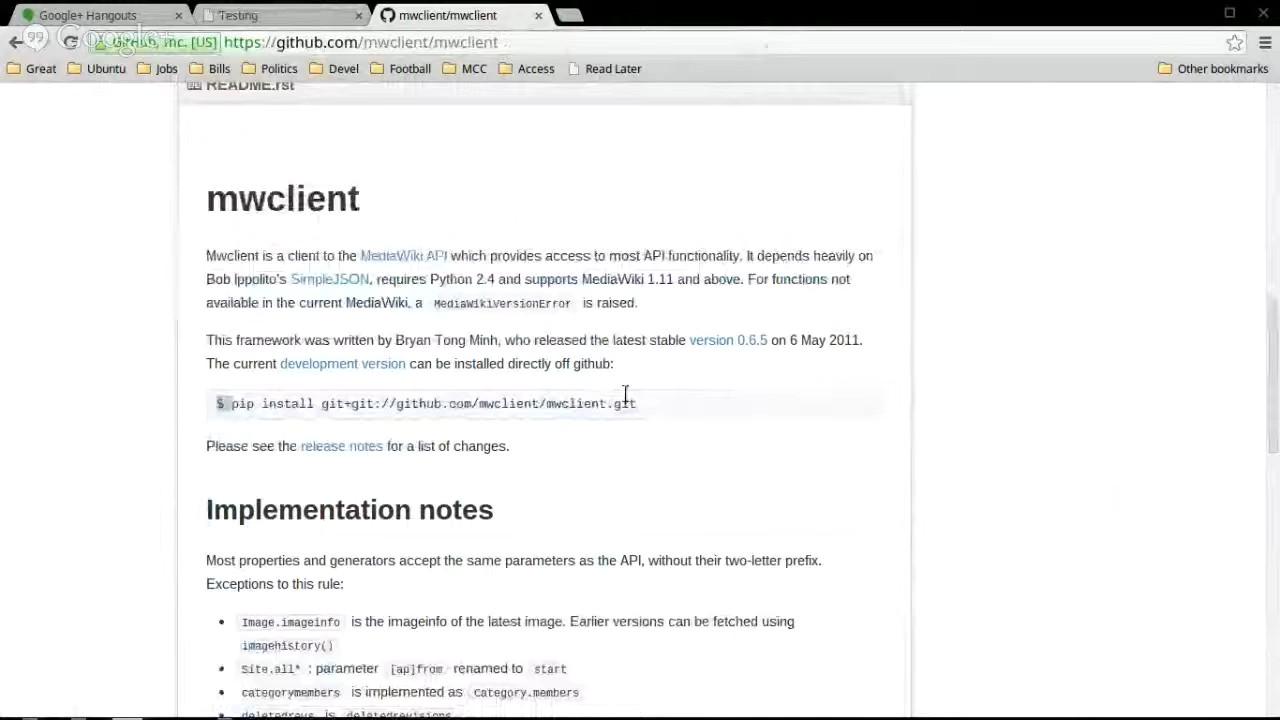 Google+ Hangouts
Testing
mwclient/mwclient
GitHub, Inc. [US] https://github.com/mwclient/mwclient
Great Ubuntu Jobs Bills Politics Devel Football MCC Access Read Later Other bookmarks
README.rst
mwclient
Mwclient is a client to the MediaWiki API which provides access to most API functionality. It depends heavily on
Bob Ippolito's SimpleJSON, requires Python 2.4 and supports MediaWiki 1.11 and above. For functions not
available in the current MediaWiki, a MediaWikiVersionError is raised.
This framework was written by Bryan Tong Minh, who released the latest stable version 0.6.5 on 6 May 2011.
The current development version can be installed directly off github:
$ pip install git+git://github.com/mwclient/mwclient.git
Please see the release notes for a list of changes.
Implementation notes
Most properties and generators accept the same parameters as the API, without their two-letter prefix.
Exceptions to this rule:
• Image.imageinfo is the imageinfo of the latest image. Earlier versions can be fetched using
imagehistory()
• Site.all* : parameter [ap]from renamed to start
• categorymembers is implemented as Category.members
• deletedrevs is deletedrevisions